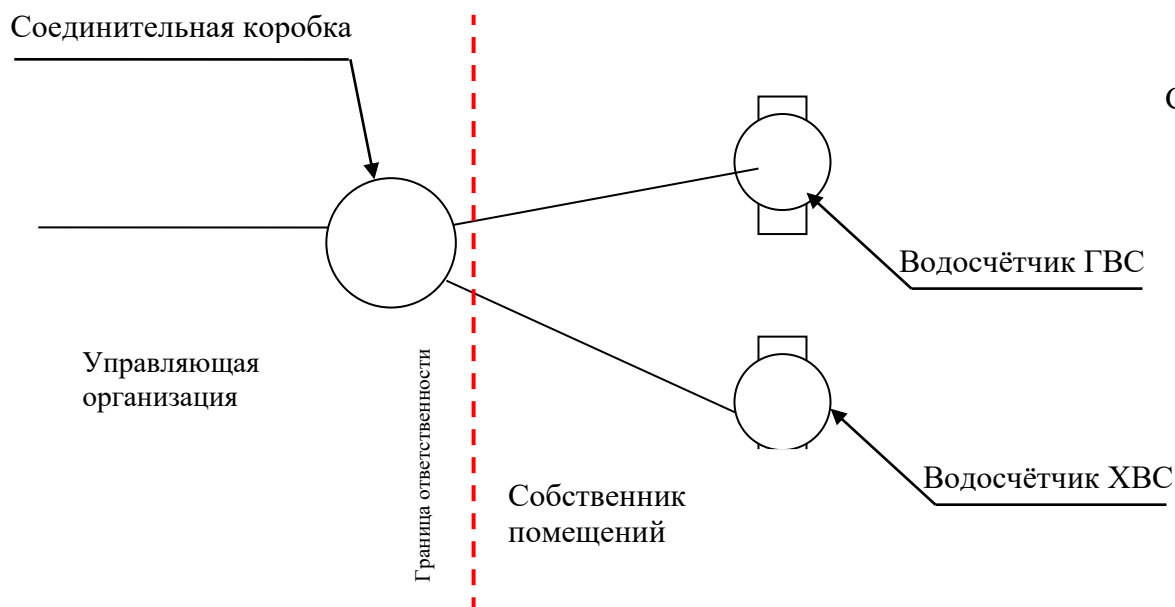 Соединительная коробка
С
Водосчётчик ГВС
Управляющая
организация
Граница ответственности
Водосчётчик ХВС
Собственник
помещений